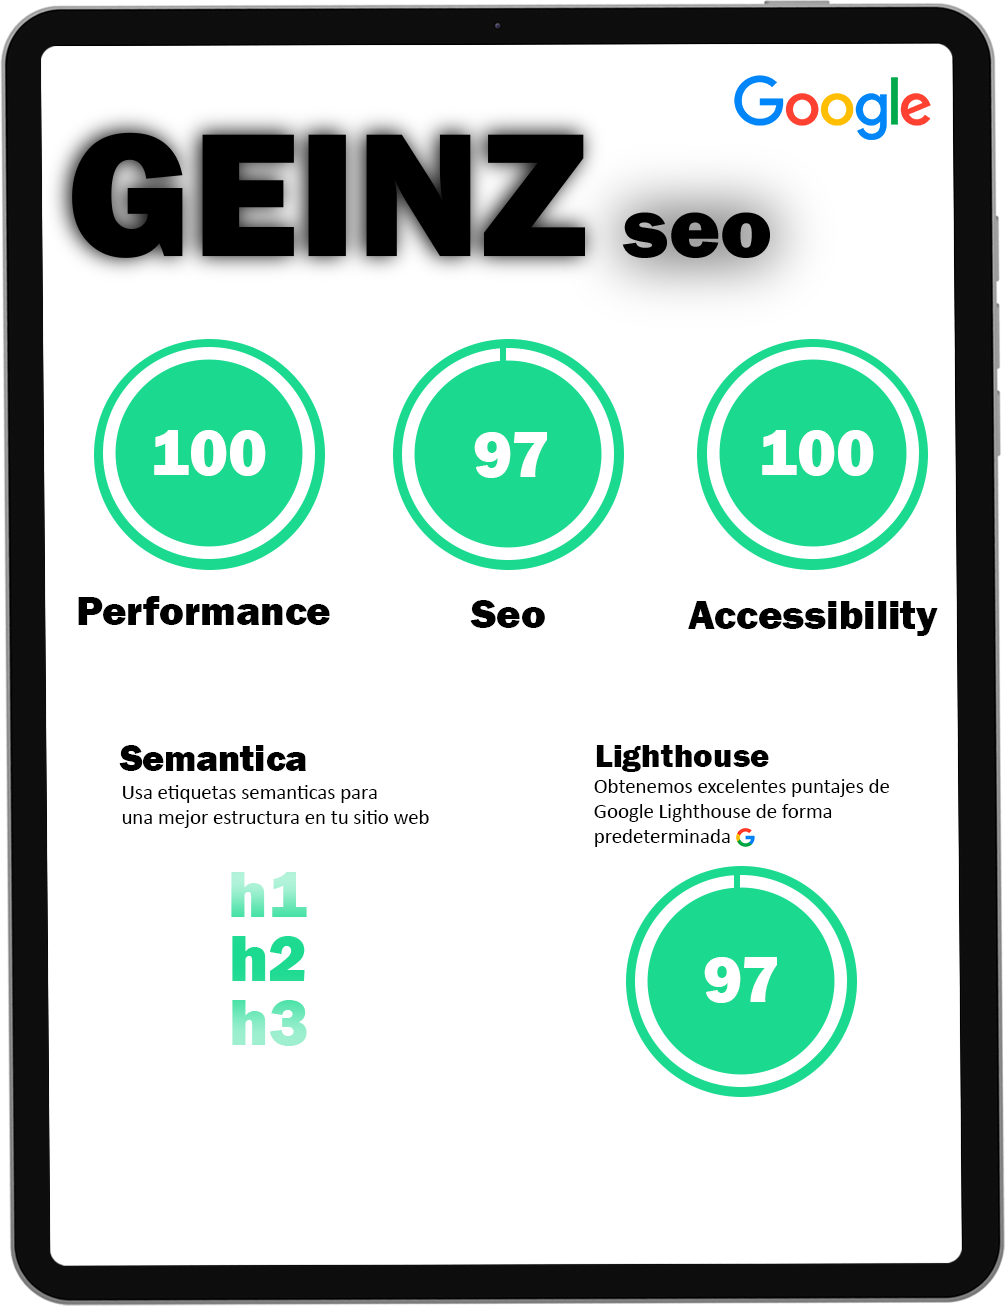 Google
GEINZ seo
100
97
100
Performance
Seo
Accessibility
Semantica
Usa etiquetas semanticas para
una mejor estructura en tu sitio web
h1
h2
h3
Lighthouse
Obtenemos excelentes puntajes de
Google Lighthouse de forma
predeterminada G
97